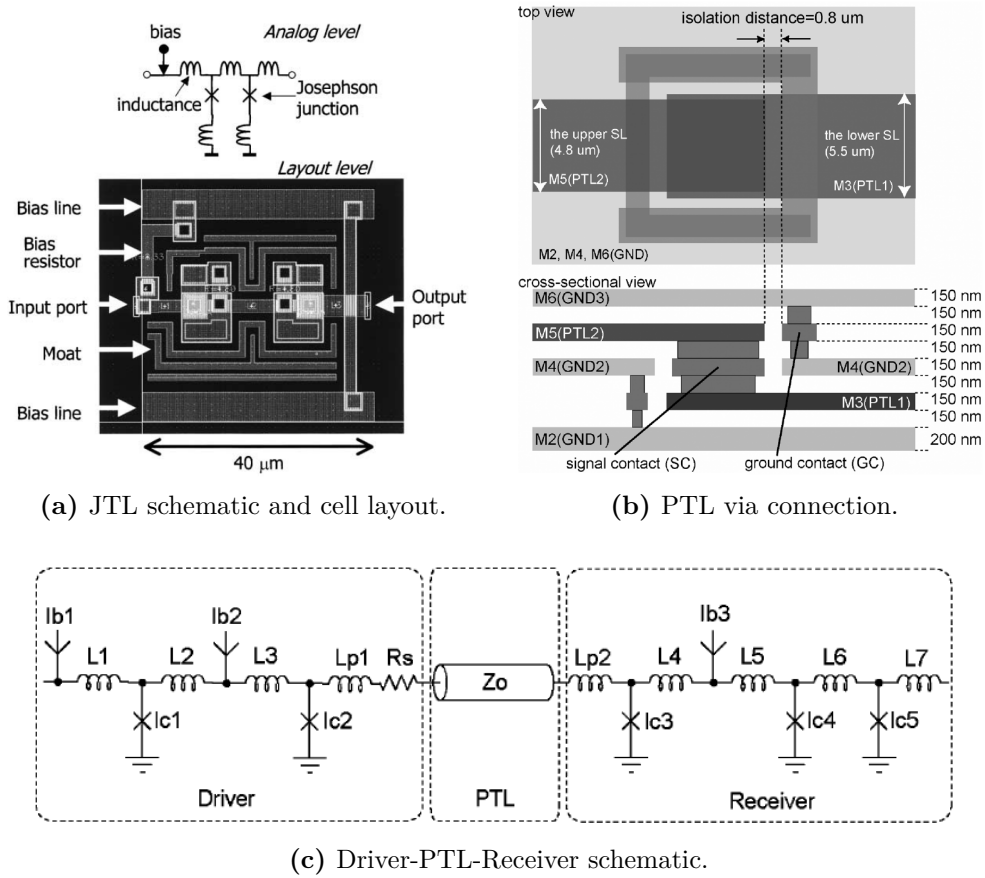 bias
Analog level
inductance
Josephson
junction
Layout level
Bias line
Bias
resistor
Input port
Output
port
Moat
Bias line
40 μm
(a) JTL schematic and cell layout.
top view
isolation distance=0.8 um
the upper SL
(4.8 um)
the lower SL
(5.5 um)
M5(PTL2)
M3(PTL1)
M2, M4, M6(GND)
cross-sectional view
M6(GND3)
150 nm
150 nm
M5(PTL2)
150 nm
150 nm
M4(GND2)
M4(GND2)
150 nm
150 nm
M3(PTL1)
150 nm
150 nm
M2(GND1)
200 nm
signal contact (SC)
ground contact (GC)
(b) PTL via connection.
Ib1
Ib2
Ib3
L1
L2
L3
Lp1
Rs
Zo
Lp2
L4
L5
L6
L7
Ic1
Ic2
Ic3
Ic4
Ic5
Driver
PTL
Receiver
(c) Driver-PTL-Receiver schematic.